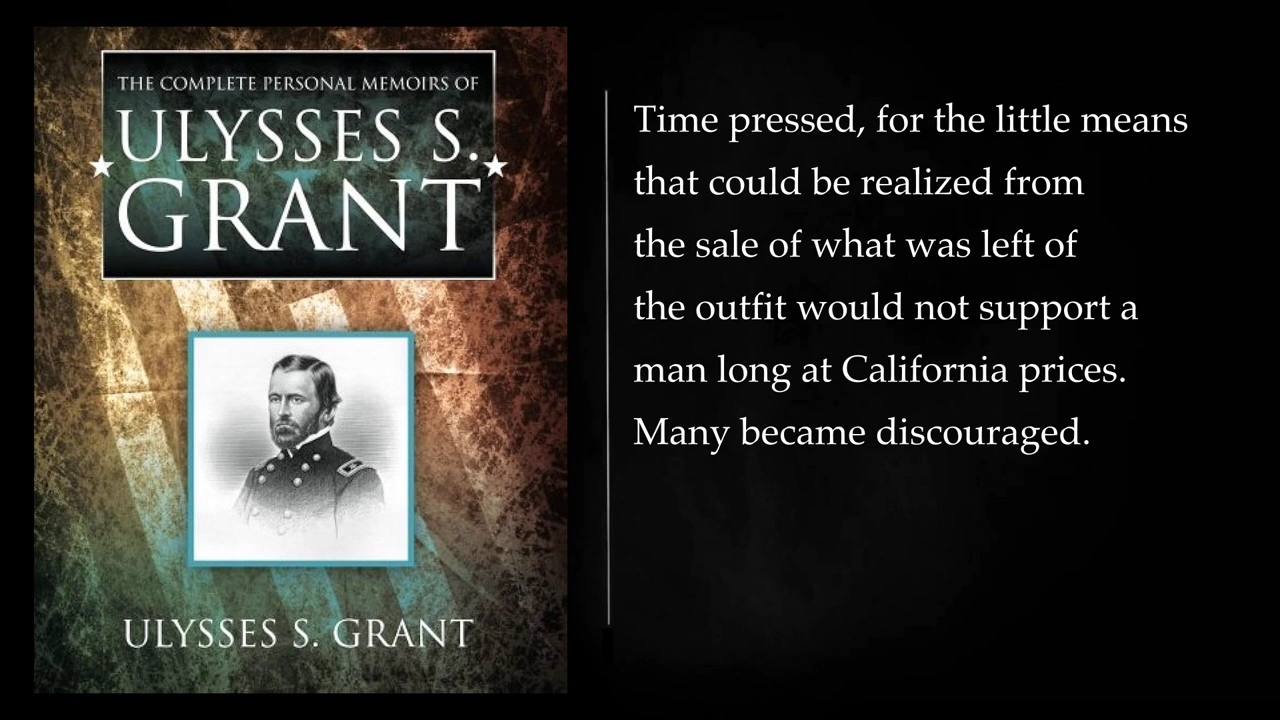 THE COMPLETE PERSONAL MEMOIRS OF
ULYSSES S.
GRANT
ULYSSES S. GRANT
Time pressed, for the little means
that could be realized from
the sale of what was left of
the outfit would not support a
man long at California prices.
Many became discouraged.